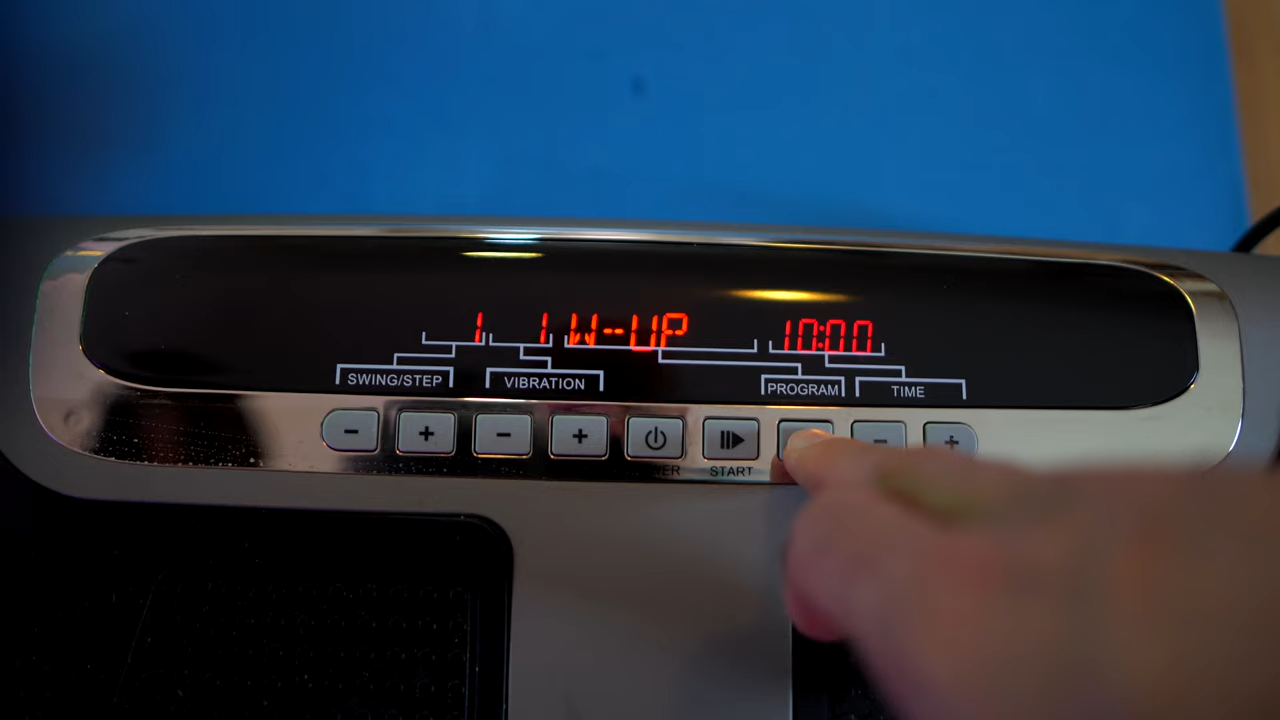 1 1 W-UP 10:00
SWING/STEP VIBRATION PROGRAM TIME
- + - + - +
START